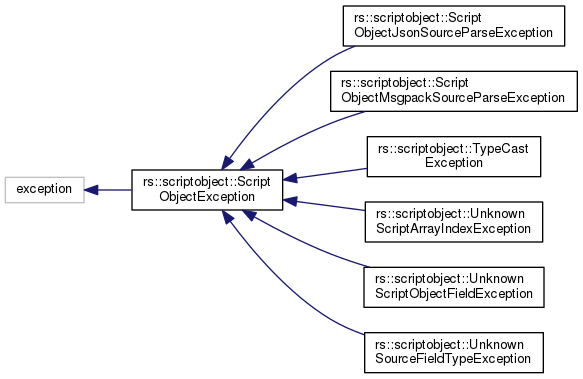 rs::scriptobject::Script
ObjectJsonSourceParseException
rs::scriptobject::Script
ObjectMsgpackSourceParseException
rs::scriptobject::TypeCast
Exception
exception
rs::scriptobject::Script
ObjectException
rs::scriptobject::Unknown
ScriptArrayIndexException
rs::scriptobject::Unknown
ScriptObjectFieldException
rs::scriptobject::Unknown
SourceFieldTypeException